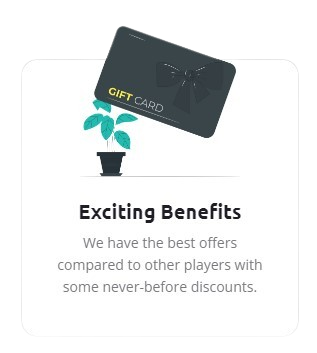 GIFT CARD
Exciting Benefits
We have the best offers
compared to other players with
some never-before discounts.